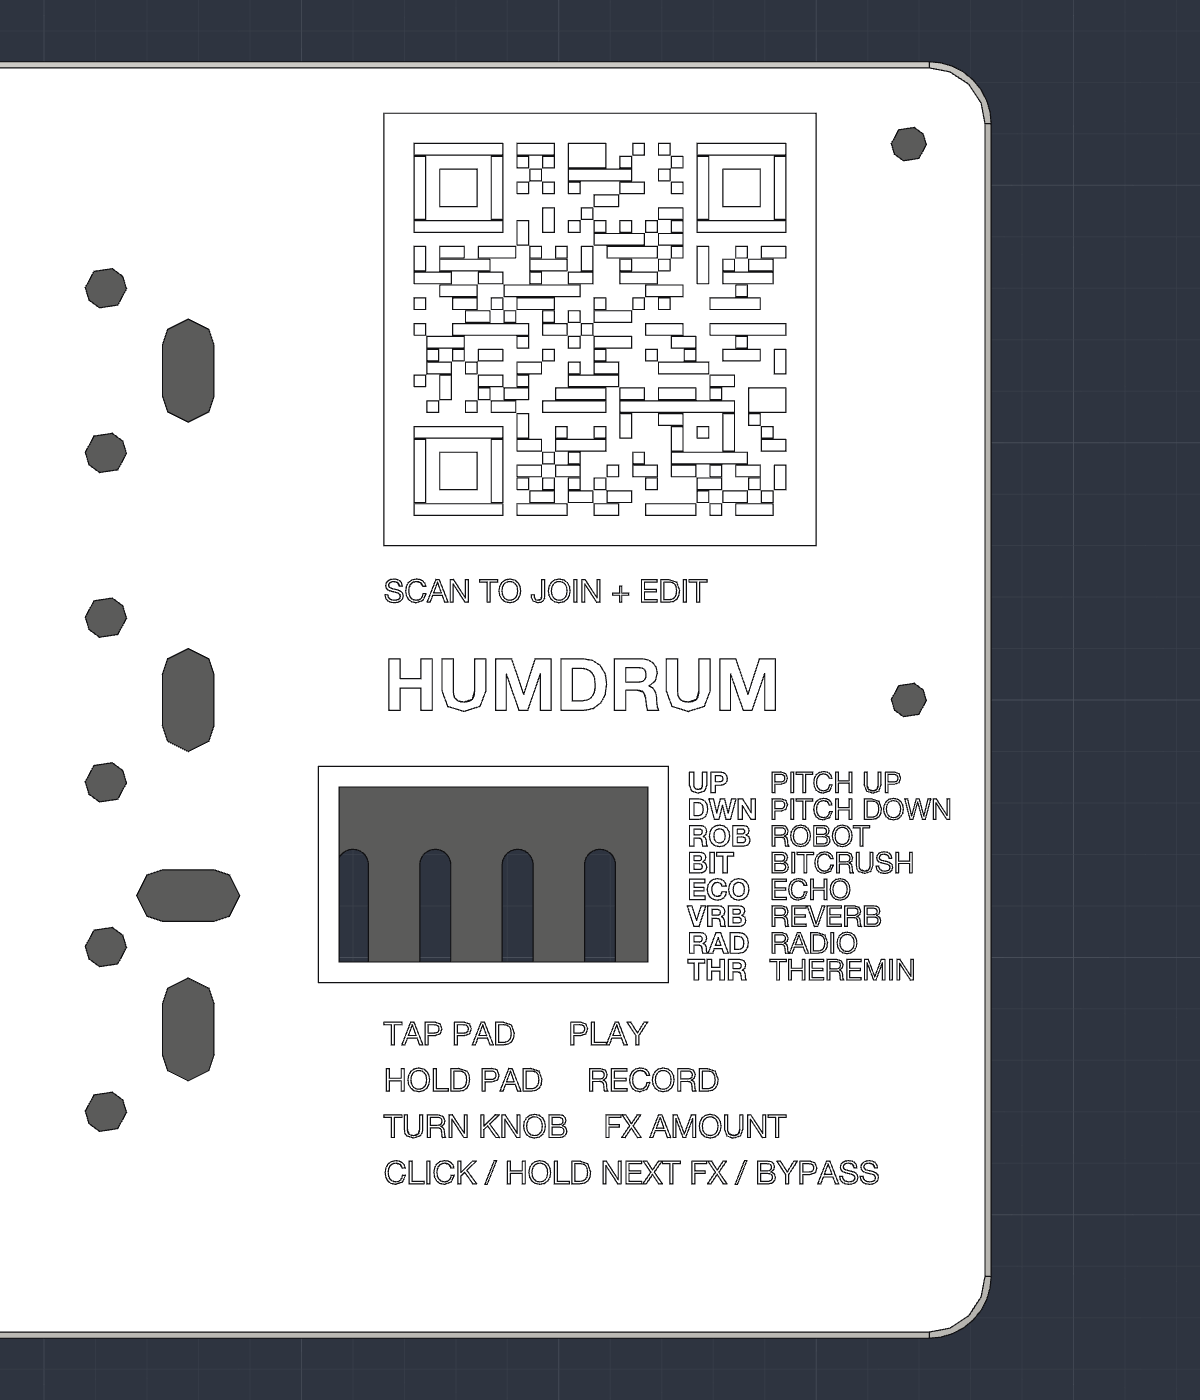 SCAN TO JOIN + EDIT
HUMDRUM
UP PITCH UP
DWN PITCH DOWN
ROB ROBOT
BIT BITCRUSH
ECO ECHO
VRB REVERB
RAD RADIO
THR THEREMIN
TAP PAD PLAY
HOLD PAD RECORD
TURN KNOB FX AMOUNT
CLICK / HOLD NEXT FX / BYPASS